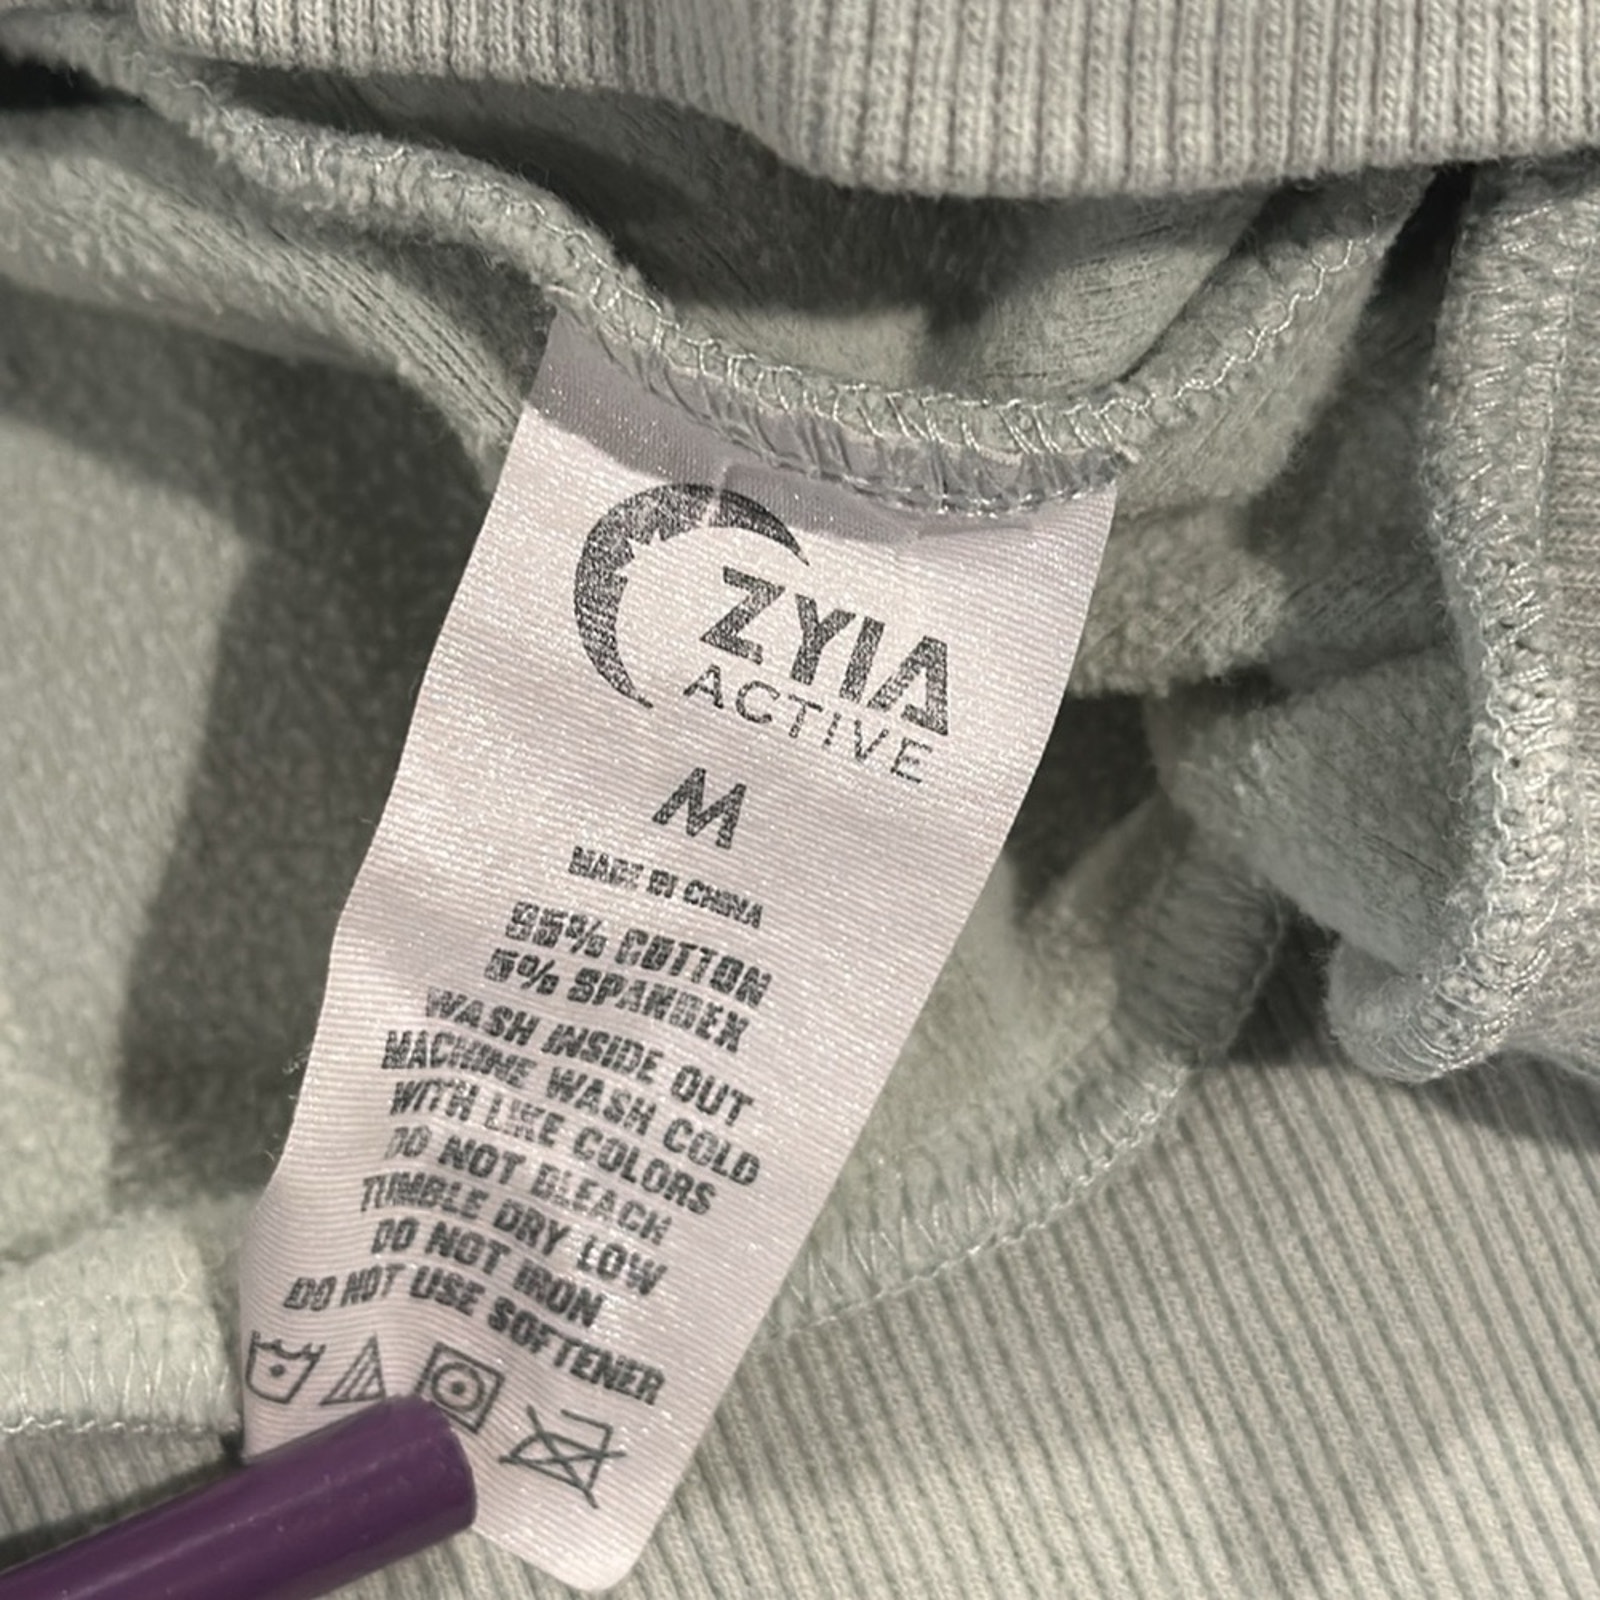 ZYIA
ACTIVE
M
MADE IN CHINA
95% COTTON
5% SPANDEX
WASH INSIDE OUT
MACHINE WASH COLD
WITH LIKE COLORS
DO NOT BLEACH
TUMBLE DRY LOW
DO NOT IRON
DO NOT USE SOFTENER